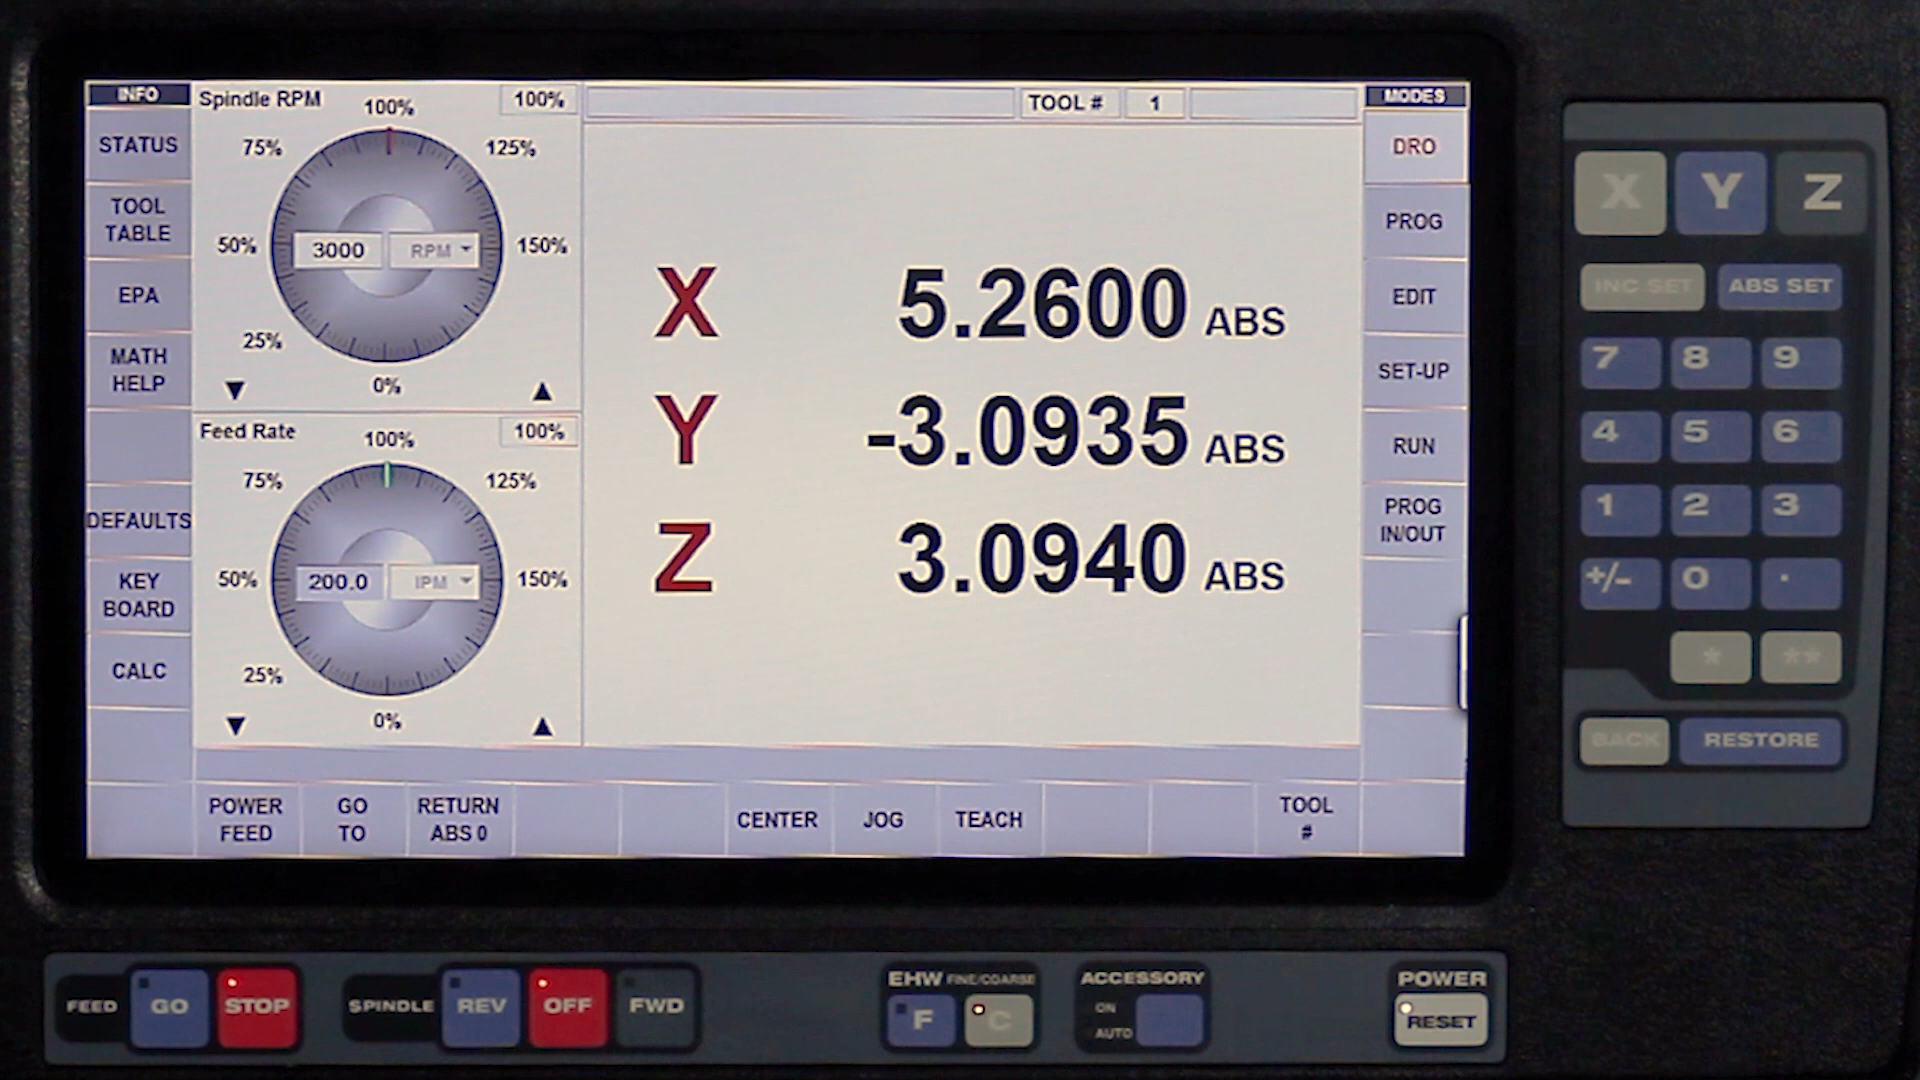 INFO
STATUS
TOOL
TABLE
EPA
MATH
HELP
DEFAULTS
KEY
BOARD
CALC
Spindle RPM
100%
100%
75%
125%
50%
3000
RPM
150%
25%
0%
Feed Rate
100%
100%
75%
125%
50%
200.0
IPM
150%
25%
0%
TOOL #
1
X 5.2600 ABS
Y -3.0935 ABS
Z 3.0940 ABS
MODES
DRO
PROG
EDIT
SET-UP
RUN
PROG
IN/OUT
POWER
FEED
GO
TO
RETURN
ABS 0
CENTER
JOG
TEACH
TOOL
#
X Y Z
INC SET ABS SET
7 8 9
4 5 6
1 2 3
+/- 0 .
* **
BACK RESTORE
FEED GO STOP
SPINDLE REV OFF FWD
EHW FINE/COARSE
F C
ACCESSORY
ON
AUTO
POWER
RESET